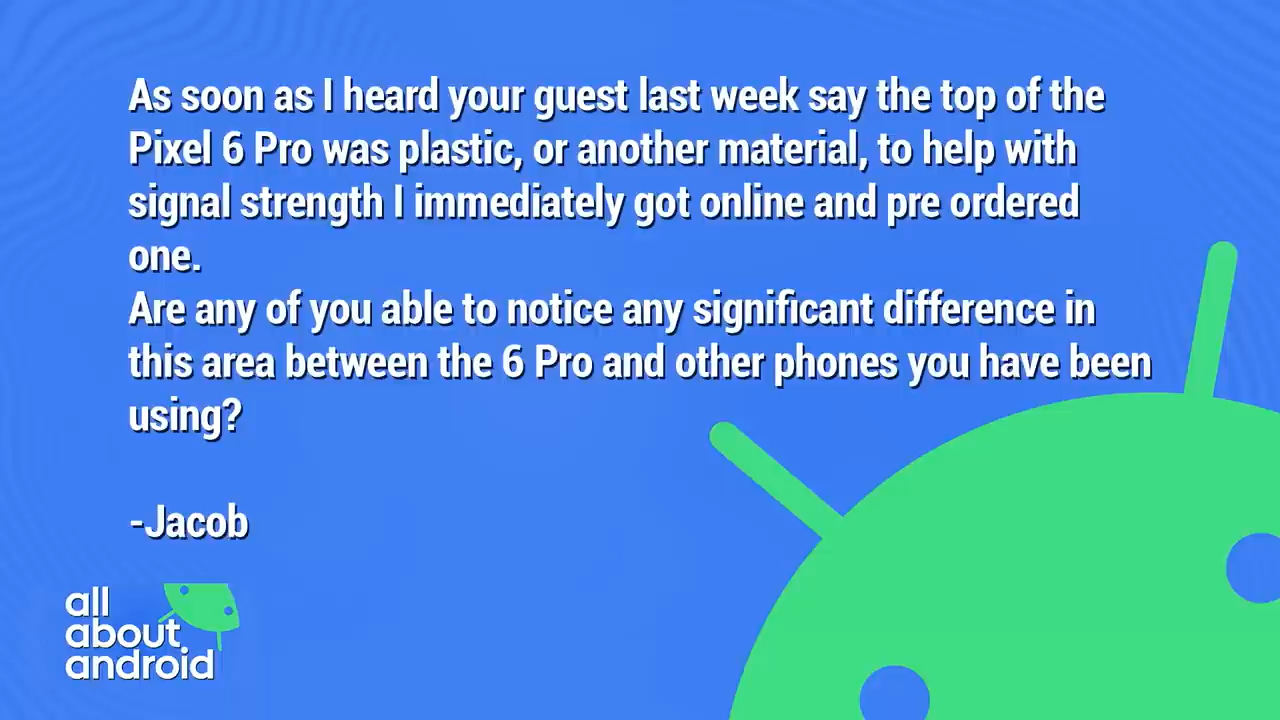 As soon as I heard your guest last week say the top of the
Pixel 6 Pro was plastic, or another material, to help with
signal strength I immediately got online and pre ordered
one.
Are any of you able to notice any significant difference in
this area between the 6 Pro and other phones you have been
using?
-Jacob
all
about
android